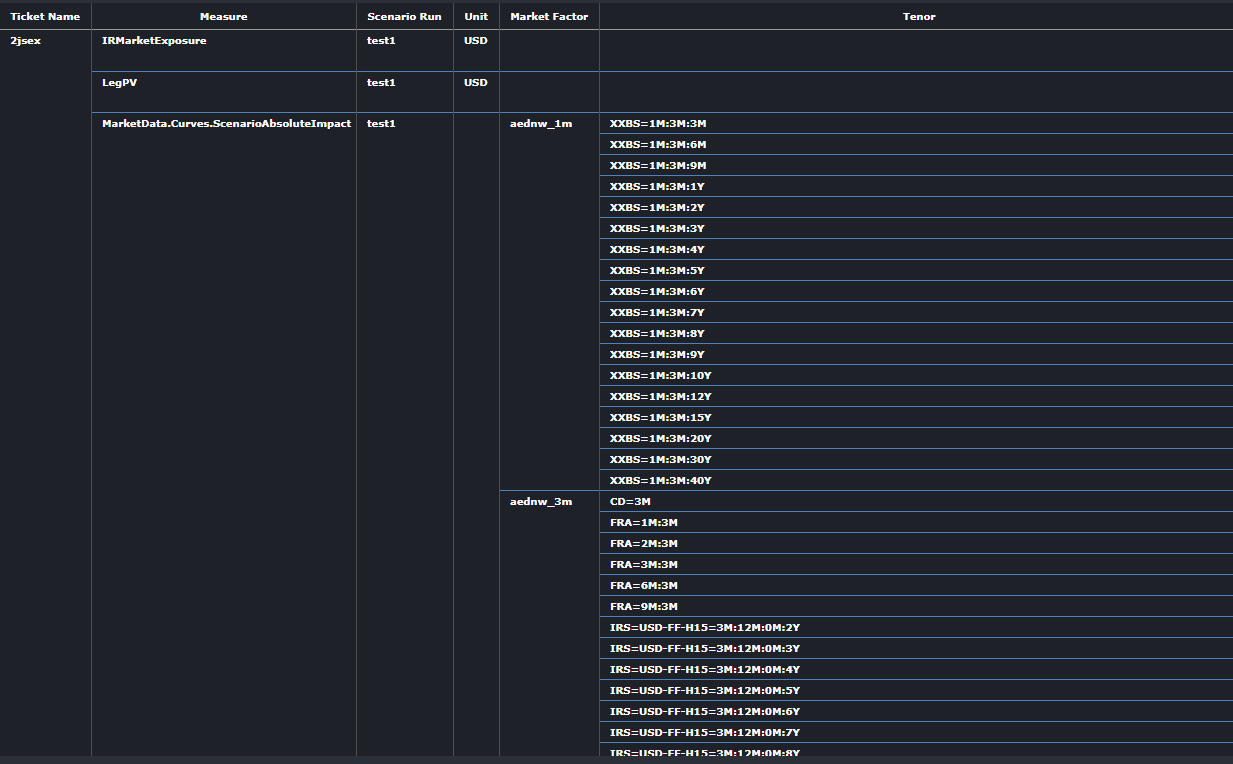 Ticket Name Measure Scenario Run Unit Market Factor Tenor
2jsex IRMarketExposure test1 USD
LegPV test1 USD
MarketData.Curves.ScenarioAbsoluteImpact test1 aednw_1m XXBS=1M:3M:3M
XXBS=1M:3M:6M
XXBS=1M:3M:9M
XXBS=1M:3M:1Y
XXBS=1M:3M:2Y
XXBS=1M:3M:3Y
XXBS=1M:3M:4Y
XXBS=1M:3M:5Y
XXBS=1M:3M:6Y
XXBS=1M:3M:7Y
XXBS=1M:3M:8Y
XXBS=1M:3M:9Y
XXBS=1M:3M:10Y
XXBS=1M:3M:12Y
XXBS=1M:3M:15Y
XXBS=1M:3M:20Y
XXBS=1M:3M:30Y
XXBS=1M:3M:40Y
aednw_3m CD=3M
FRA=1M:3M
FRA=2M:3M
FRA=3M:3M
FRA=6M:3M
FRA=9M:3M
IRS=USD-FF-H15=3M:12M:0M:2Y
IRS=USD-FF-H15=3M:12M:0M:3Y
IRS=USD-FF-H15=3M:12M:0M:4Y
IRS=USD-FF-H15=3M:12M:0M:5Y
IRS=USD-FF-H15=3M:12M:0M:6Y
IRS=USD-FF-H15=3M:12M:0M:7Y
IRS=USD-FF-H15=3M:12M:0M:8Y